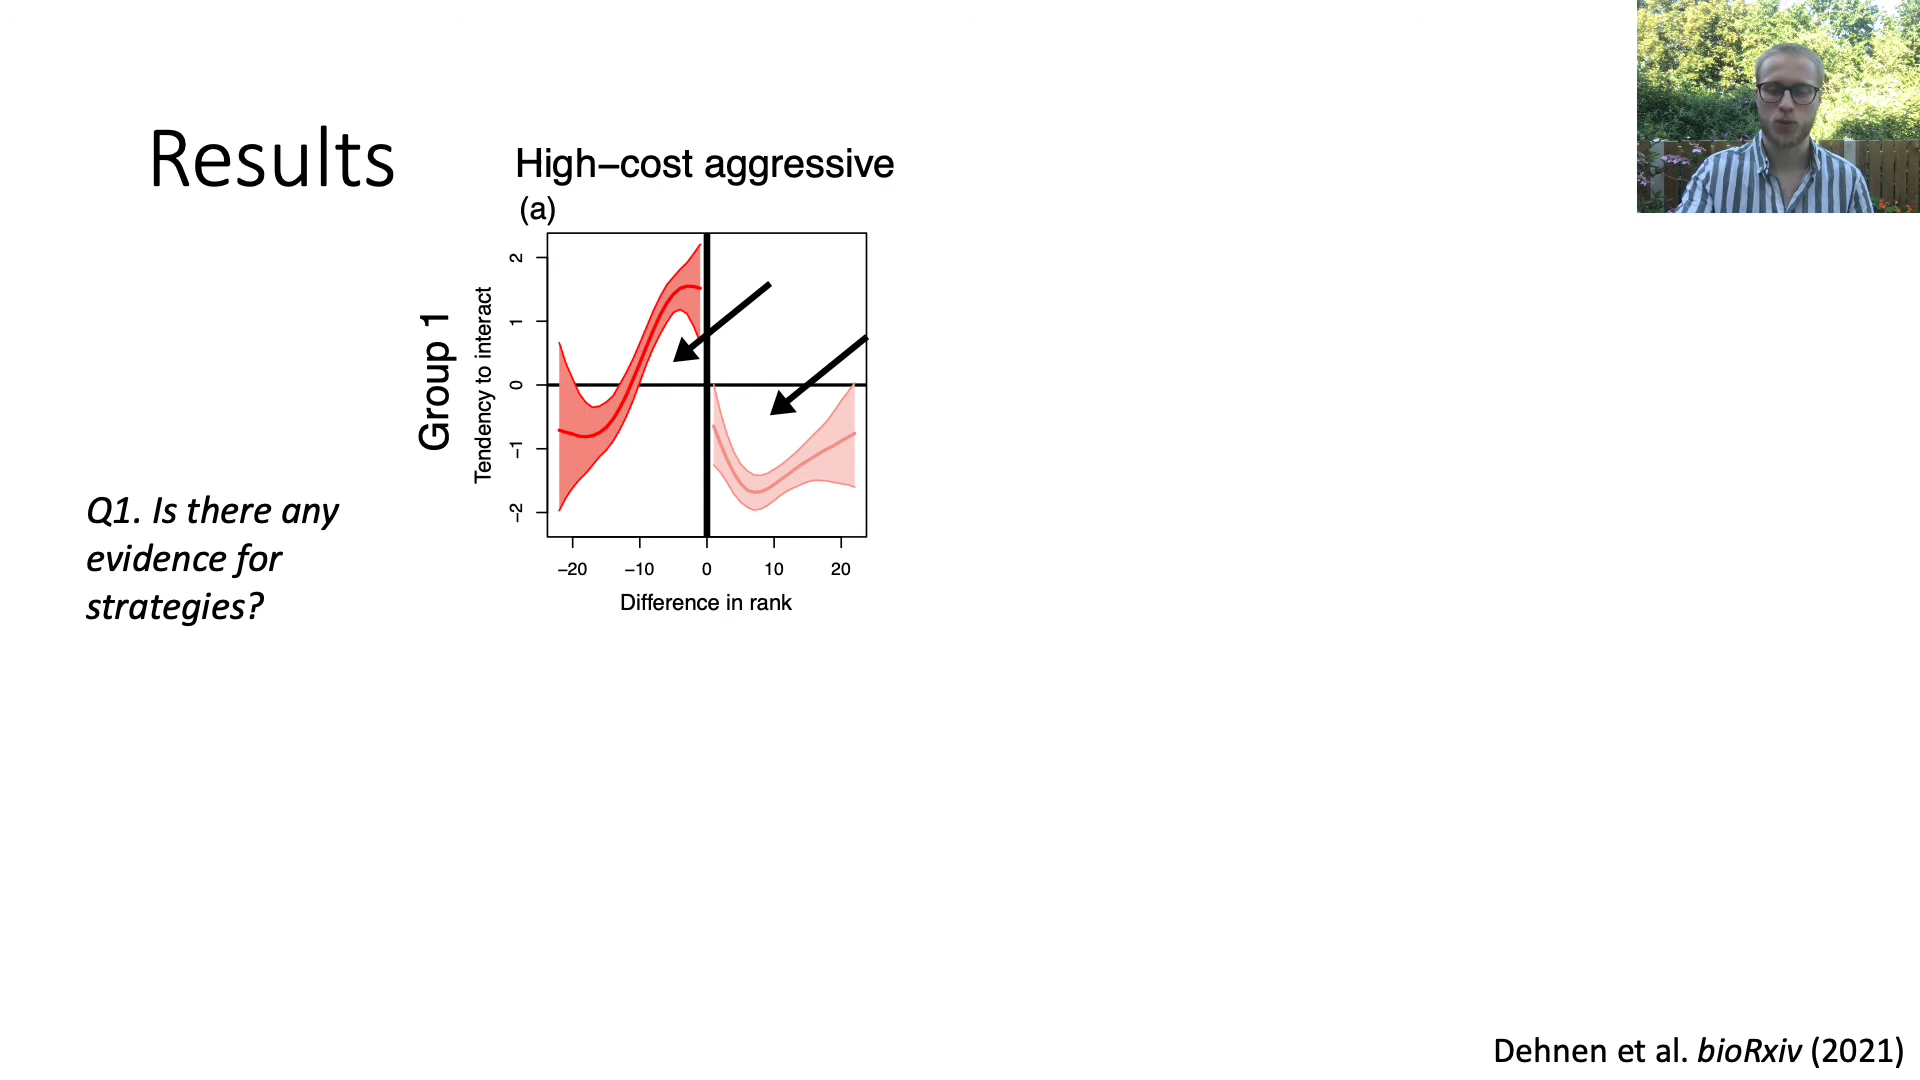 Results
High−cost aggressive
(a)
Group 1
Tendency to interact
2
1
0
−1
−2
−20 −10 0 10 20
Difference in rank
Q1. Is there any
evidence for
strategies?
Dehnen et al. bioRxiv (2021)